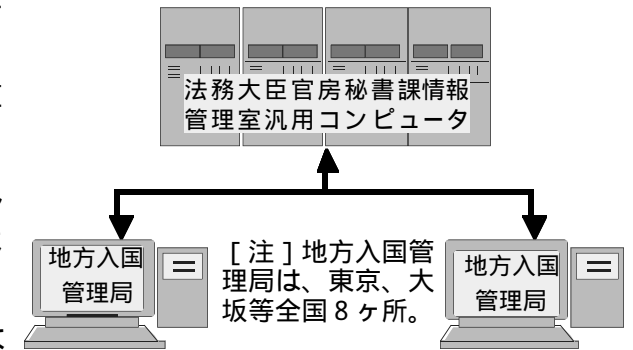 法務大臣官房秘書課情報
管理室汎用コンピュータ
地方入国
管理局
[注]地方入国管
理局は、東京、大
坂等全国8ヶ所。
地方入国
管理局